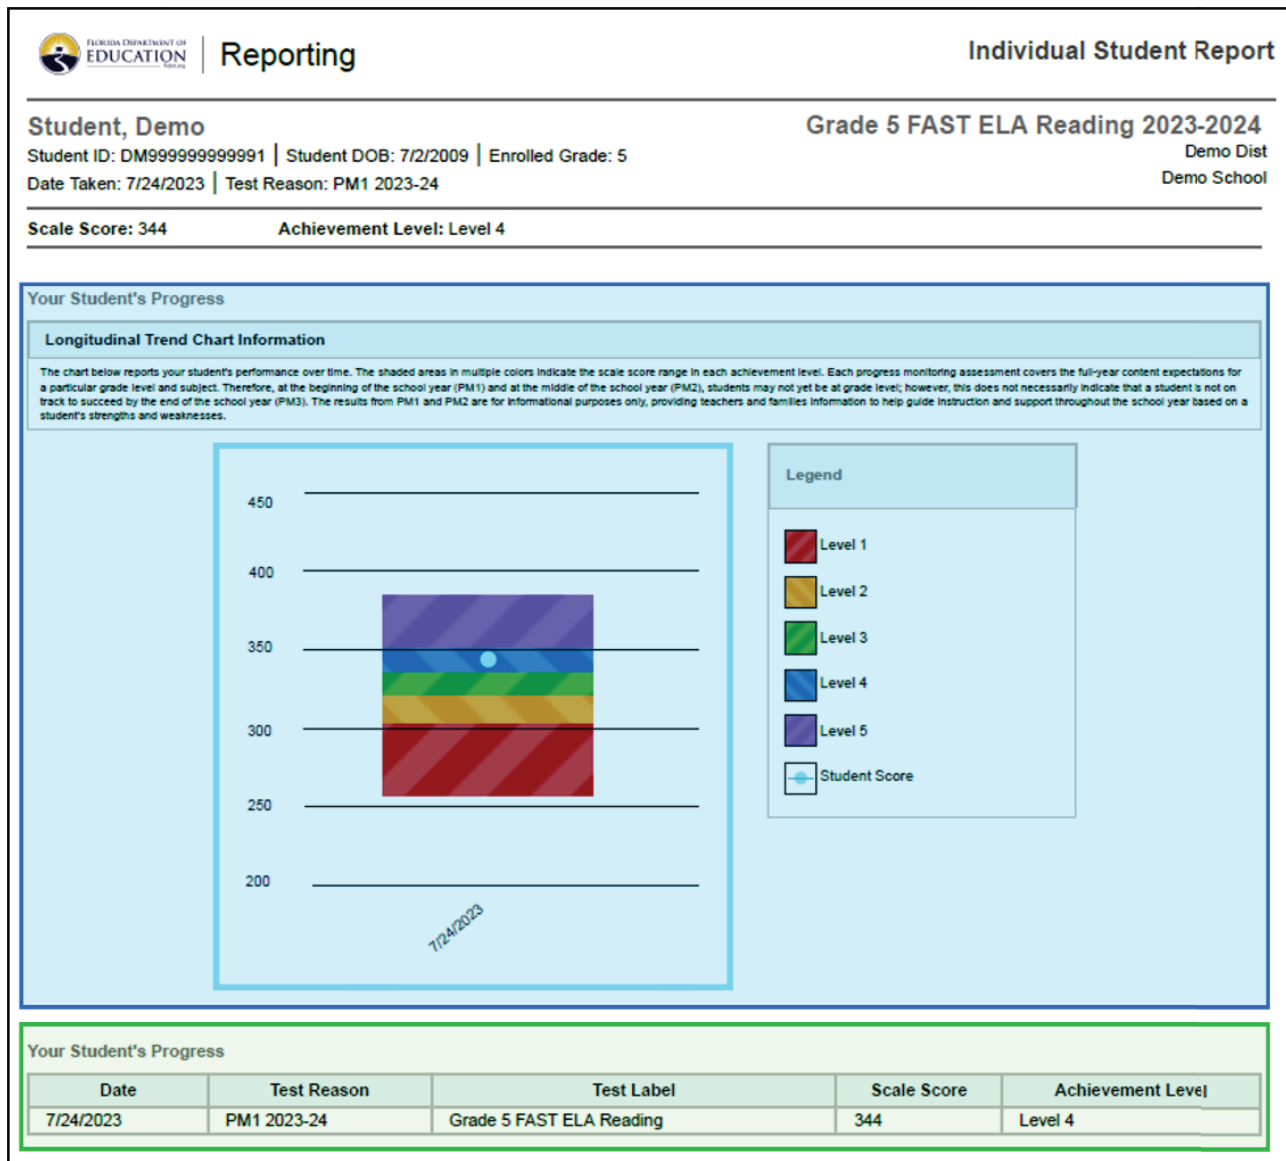 FLORIDA DEPARTMENT OF
EDUCATION
fldoe.org
Reporting
Individual Student Report
Student, Demo
Grade 5 FAST ELA Reading 2023-2024
Student ID: DM999999999991 | Student DOB: 7/2/2009 | Enrolled Grade: 5
Demo Dist
Date Taken: 7/24/2023 | Test Reason: PM1 2023-24
Demo School
Scale Score: 344 Achievement Level: Level 4
Your Student's Progress
Longitudinal Trend Chart Information
The chart below reports your student's performance over time. The shaded areas in multiple colors indicate the scale score range in each achievement level. Each progress monitoring assessment covers the full-year content expectations for
a particular grade level and subject. Therefore, at the beginning of the school year (PM1) and at the middle of the school year (PM2), students may not yet be at grade level; however, this does not necessarily indicate that a student is not on
track to succeed by the end of the school year (PM3). The results from PM1 and PM2 are for informational purposes only, providing teachers and families information to help guide instruction and support throughout the school year based on a
student's strengths and weaknesses.
450
400
350
300
250
200
7/24/2023
Legend
Level 1
Level 2
Level 3
Level 4
Level 5
Student Score
Your Student's Progress
Date Test Reason Test Label Scale Score Achievement Level
7/24/2023 PM1 2023-24 Grade 5 FAST ELA Reading 344 Level 4